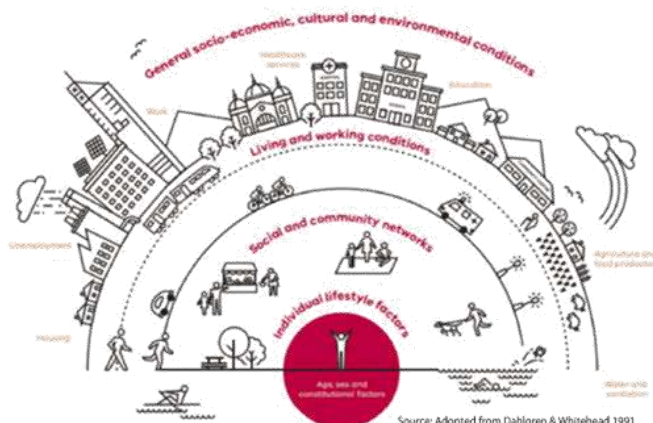 General socio-economic, cultural and environmental conditions
Healthcare
services
Education
Work
Living and working conditions
Social and community networks
Unemployment
Agriculture and
food production
Individual lifestyle factors
Housing
Age, sex and
constitutional factors
Water and
sanitation
Source: Adopted from Dahlgren & Whitehead 1991